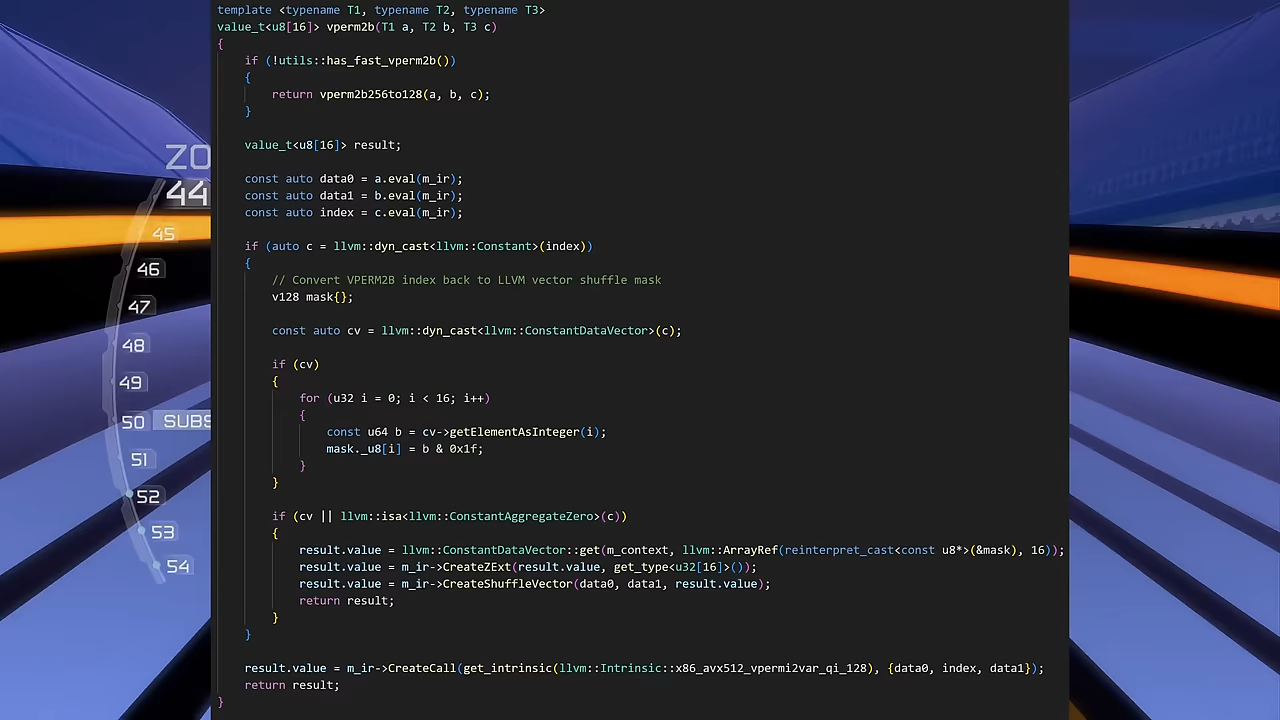 template <typename T1, typename T2, typename T3>
value_t<u8[16]> vperm2b(T1 a, T2 b, T3 c)
{
    if (!utils::has_fast_vperm2b())
    {
        return vperm2b256to128(a, b, c);
    }
    value_t<u8[16]> result;
    const auto data0 = a.eval(m_ir);
    const auto data1 = b.eval(m_ir);
    const auto index = c.eval(m_ir);
    if (auto c = llvm::dyn_cast<llvm::Constant>(index))
    {
        // Convert VPERM2B index back to LLVM vector shuffle mask
        v128 mask{};
        const auto cv = llvm::dyn_cast<llvm::ConstantDataVector>(c);
        if (cv)
        {
            for (u32 i = 0; i < 16; i++)
            {
                const u64 b = cv->getElementAsInteger(i);
                mask._u8[i] = b & 0x1f;
            }
        }
        if (cv || llvm::isa<llvm::ConstantAggregateZero>(c))
        {
            result.value = llvm::ConstantDataVector::get(m_context, llvm::ArrayRef(reinterpret_cast<const u8*>(&mask), 16));
            result.value = m_ir->CreateZExt(result.value, get_type<u32[16]>());
            result.value = m_ir->CreateShuffleVector(data0, data1, result.value);
            return result;
        }
    }
    result.value = m_ir->CreateCall(get_intrinsic(llvm::Intrinsic::x86_avx512_vpermi2var_qi_128), {data0, index, data1});
    return result;
}
ZO
44
45
46
47
48
49
50 SUBS
51
52
53
54